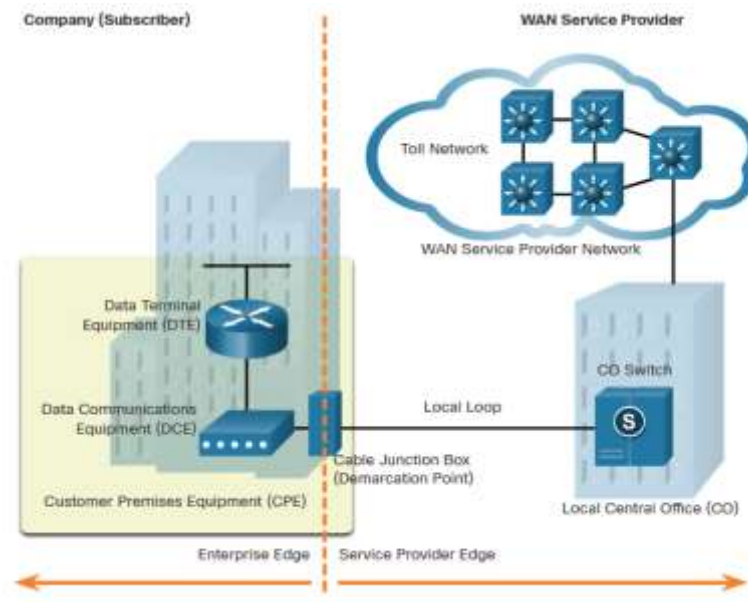 Company (Subscriber)
WAN Service Provider
Toll Network
WAN Service Provider Network
Data Terminal
Equipment (DTE)
CO Switch
Data Communications
Equipment (DCE)
Local Loop
S
Cable Junction Box
(Demarcation Point)
Customer Premises Equipment (CPE)
Local Central Office (CO)
Enterprise Edge
Service Provider Edge